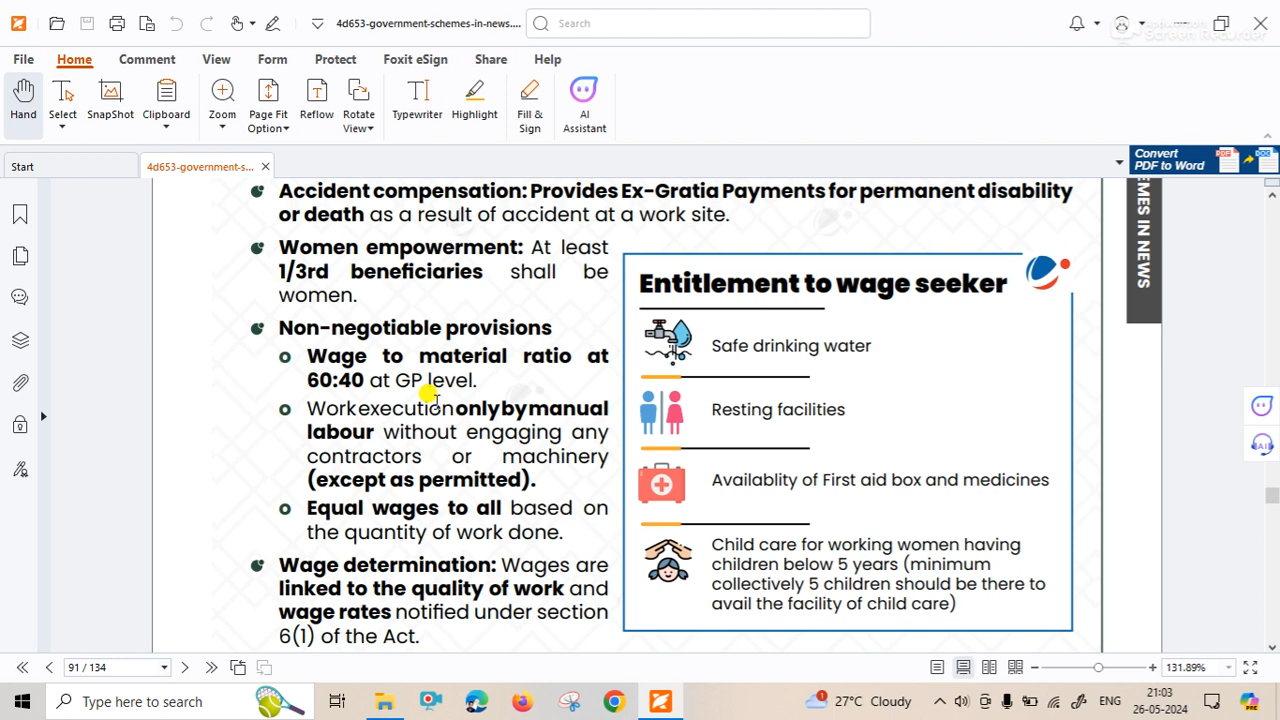 4d653-government-schemes-in-news....
Search
File
Home
Comment
View
Form
Protect
Foxit eSign
Share
Help
Hand
Select
SnapShot
Clipboard
Zoom
Page Fit
Option
Reflow
Rotate
View
Typewriter
Highlight
Fill &
Sign
AI
Assistant
Start
4d653-government-s...
Convert
PDF to Word
Accident compensation: Provides Ex-Gratia Payments for permanent disability
or death as a result of accident at a work site.
Women empowerment: At least
1/3rd beneficiaries shall be
women.
Non-negotiable provisions
o Wage to material ratio at
60:40 at GP level.
o Work execution only by manual
labour without engaging any
contractors or machinery
(except as permitted).
o Equal wages to all based on
the quantity of work done.
Wage determination: Wages are
linked to the quality of work and
wage rates notified under section
6(1) of the Act.
Entitlement to wage seeker
Safe drinking water
Resting facilities
Availablity of First aid box and medicines
Child care for working women having
children below 5 years (minimum
collectively 5 children should be there to
avail the facility of child care)
EMES IN NEWS
91 / 134
131.89%
Type here to search
27°C Cloudy
ENG
21:03
26-05-2024